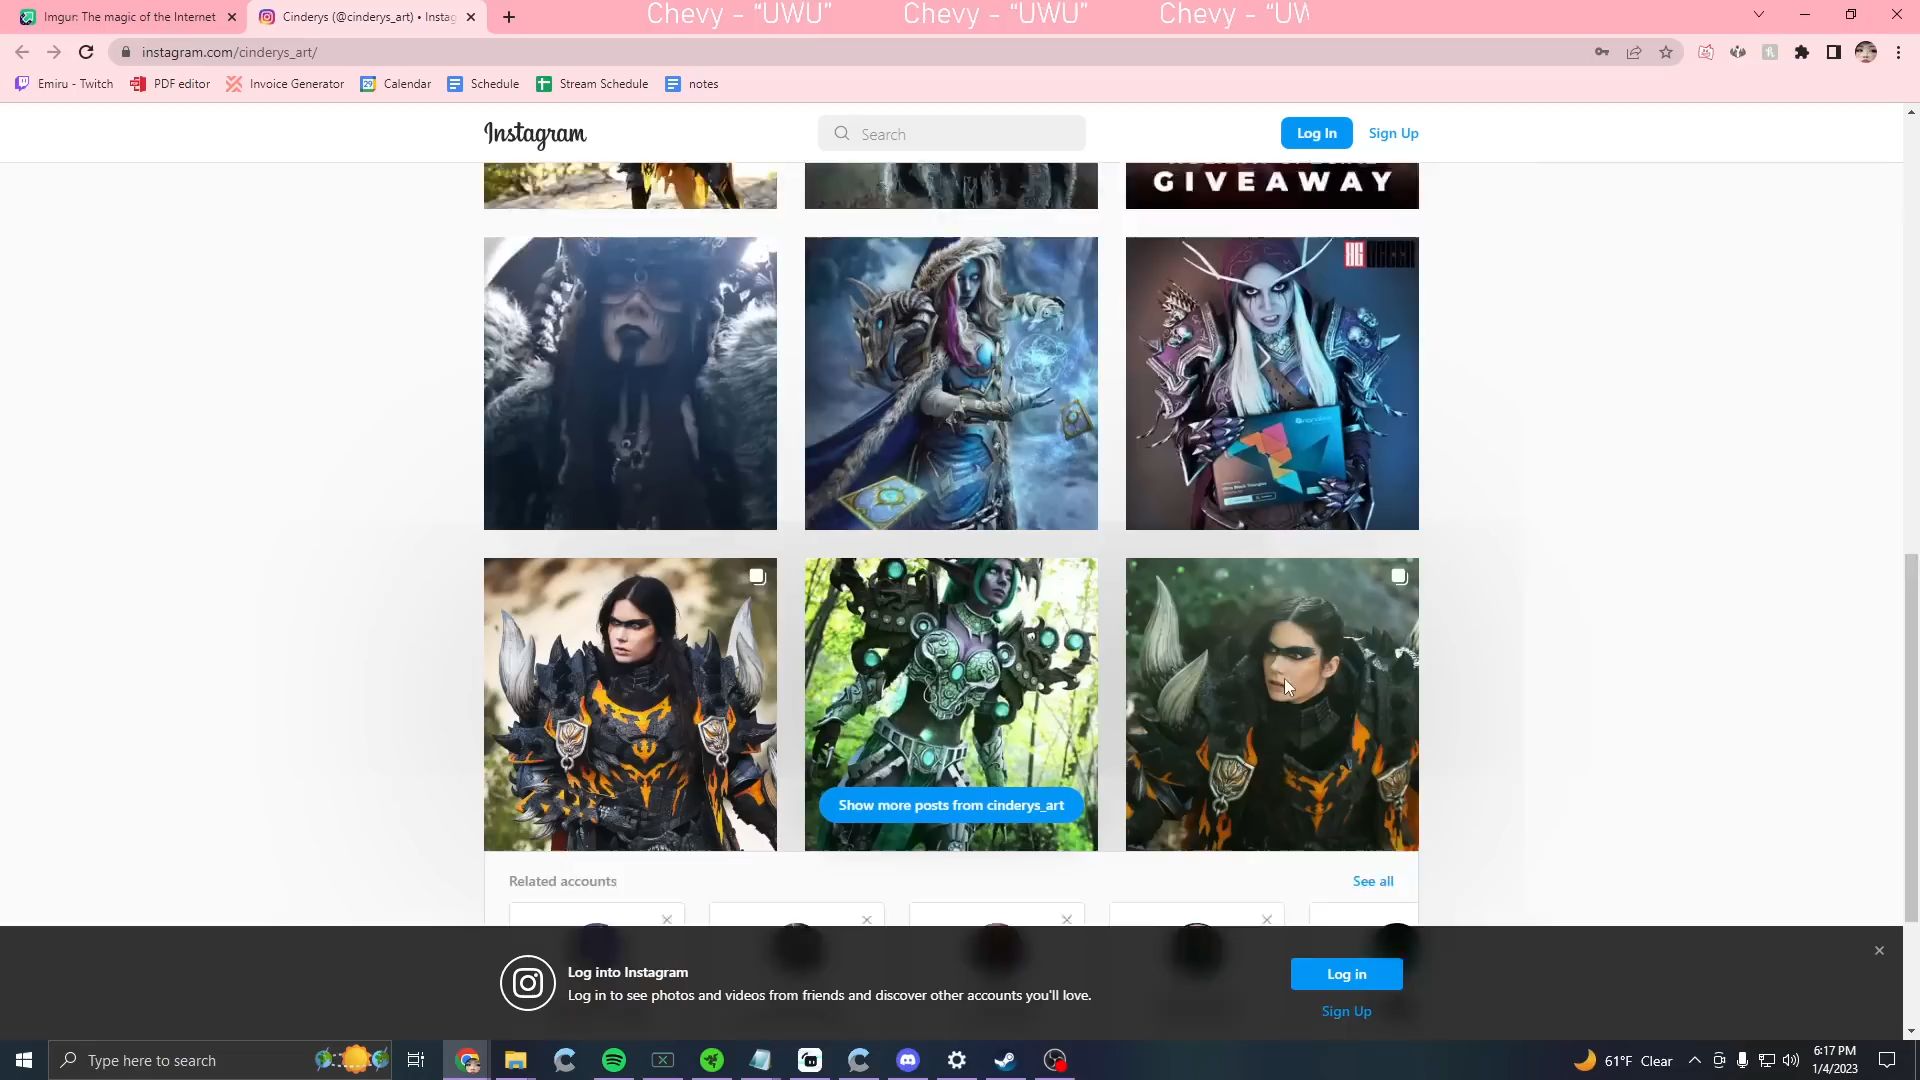 Imgur: The magic of the Internet
Cinderys (@cinderys_art) • Instag
Chevy - “UWU”
Chevy - “UWU”
Chevy - “UW
instagram.com/cinderys_art/
Emiru - Twitch
PDF editor
Invoice Generator
Calendar
Schedule
Stream Schedule
notes
Instagram
Search
Log In
Sign Up
GIVEAWAY
Show more posts from cinderys_art
Related accounts
See all
Log into Instagram
Log in to see photos and videos from friends and discover other accounts you'll love.
Log in
Sign Up
Type here to search
61°F Clear
6:17 PM
1/4/2023